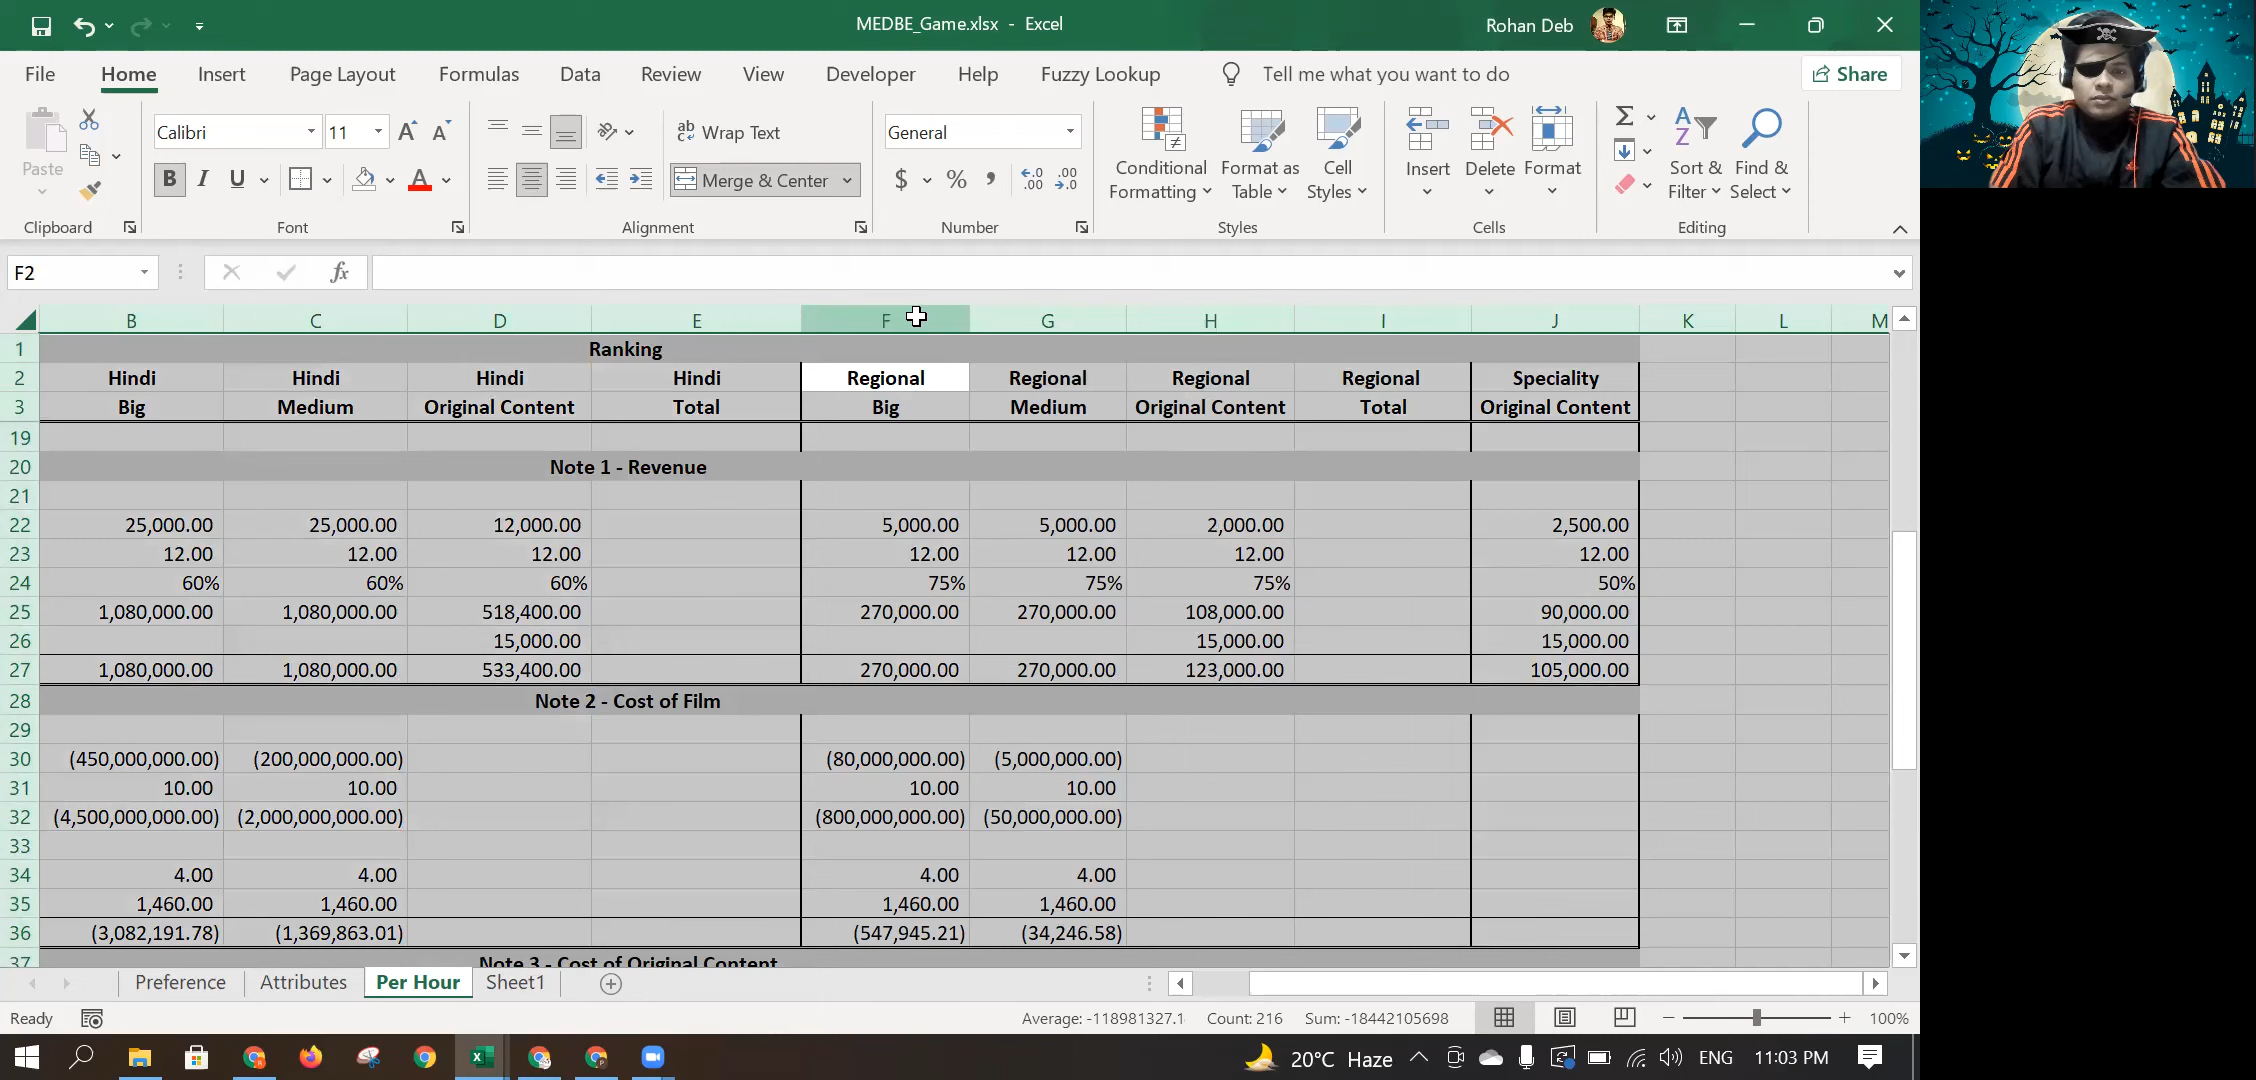 MEDBE_Game.xlsx - Excel
Rohan Deb
File Home Insert Page Layout Formulas Data Review View Developer Help Fuzzy Lookup Tell me what you want to do Share
Calibri 11 Wrap Text General
Paste Conditional Formatting Format as Table Cell Styles Insert Delete Format Sort & Filter Find & Select
B I U A Merge & Center $ %
Clipboard Font Alignment Number Styles Cells Editing
F2 fx
B C D E F G H I J K L M
1 Ranking
2 Hindi Hindi Hindi Hindi Regional Regional Regional Regional Speciality
3 Big Medium Original Content Total Big Medium Original Content Total Original Content
19
20 Note 1 - Revenue
21
22 25,000.00 25,000.00 12,000.00 5,000.00 5,000.00 2,000.00 2,500.00
23 12.00 12.00 12.00 12.00 12.00 12.00 12.00
24 60% 60% 60% 75% 75% 75% 50%
25 1,080,000.00 1,080,000.00 518,400.00 270,000.00 270,000.00 108,000.00 90,000.00
26 15,000.00 15,000.00 15,000.00
27 1,080,000.00 1,080,000.00 533,400.00 270,000.00 270,000.00 123,000.00 105,000.00
28 Note 2 - Cost of Film
29
30 (450,000,000.00) (200,000,000.00) (80,000,000.00) (5,000,000.00)
31 10.00 10.00 10.00 10.00
32 (4,500,000,000.00) (2,000,000,000.00) (800,000,000.00) (50,000,000.00)
33
34 4.00 4.00 4.00 4.00
35 1,460.00 1,460.00 1,460.00 1,460.00
36 (3,082,191.78) (1,369,863.01) (547,945.21) (34,246.58)
37 Note 3 - Cost of Original Content
Preference Attributes Per Hour Sheet1
Ready Average: -118981327.1 Count: 216 Sum: -18442105698 100%
20°C Haze ENG 11:03 PM